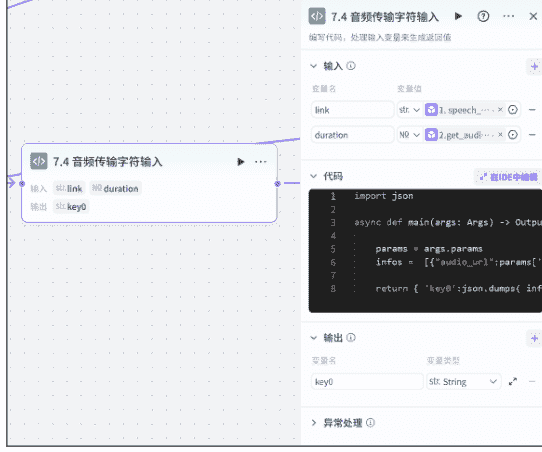 7.4 音频传输字符输入
编写代码，处理输入变量来生成返回值
输入
变量名 变量值
link str. 1. speech_... 
duration N0 2.get_audi...
7.4 音频传输字符输入
输入 str. link N0 duration
输出 str. key0
代码 在IDE中编辑
1 import json
2
3 async def main(args: Args) -> Outpu
4
5 params = args.params
6 infos = [{"audio_url":params['
7
8 return { 'key0':json.dumps( inf
输出
变量名 变量类型
key0 str. String
异常处理